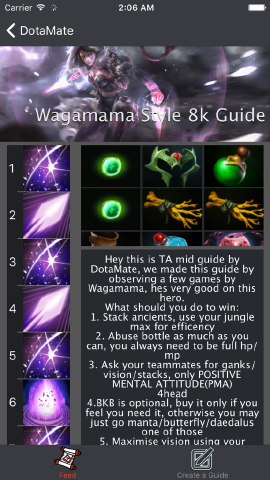 Carrier 2:06 AM
DotaMate
Wagamama Style 8k Guide
1
2
3
4
5
6
Hey this is TA mid guide by
DotaMate, we made this guide by
observing a few games by
Wagamama, hes very good on this
hero.
What should you do to win:
1. Stack ancients, use your jungle
max for efficency
2. Abuse bottle as much as you
can, you always need to be full hp/
mp
3. Ask your teammates for ganks/
vision/stacks, only POSITIVE
MENTAL ATTITUDE(PMA)
4head
4.BKB is optional, buy it only if you
feel you need it, otherwise you may
just go manta/butterfly/daedalus
one of those
5. Maximise vision using your
Feed
Create a Guide